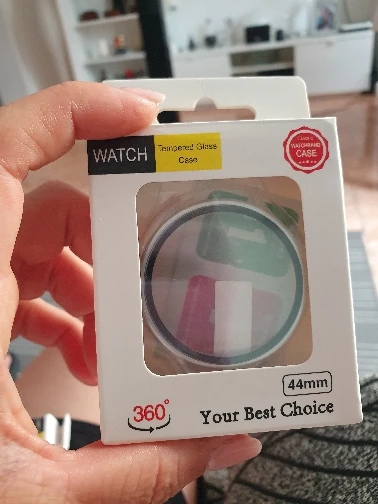 WATCH
Tempered Glass
Case
WATCHBAND
CASE
44mm
360°
Your Best Choice